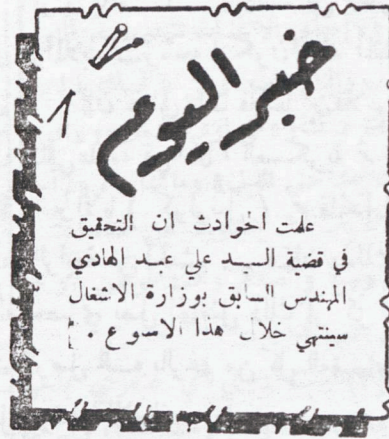 خبر اليوم
علمت الحوادث ان التحقيق
في قضية السيد علي عبد الهادي
المهندس السابق بوزارة الاشغال
سينتهي خلال هذا الاسوع .